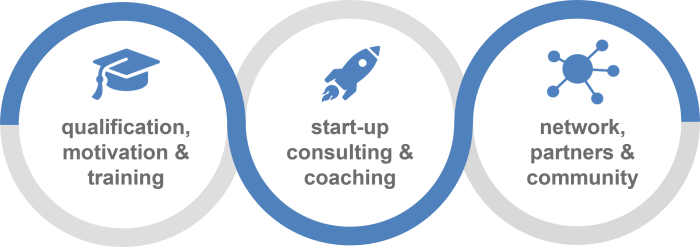 qualification,
motivation &
training
start-up
consulting &
coaching
network,
partners &
community